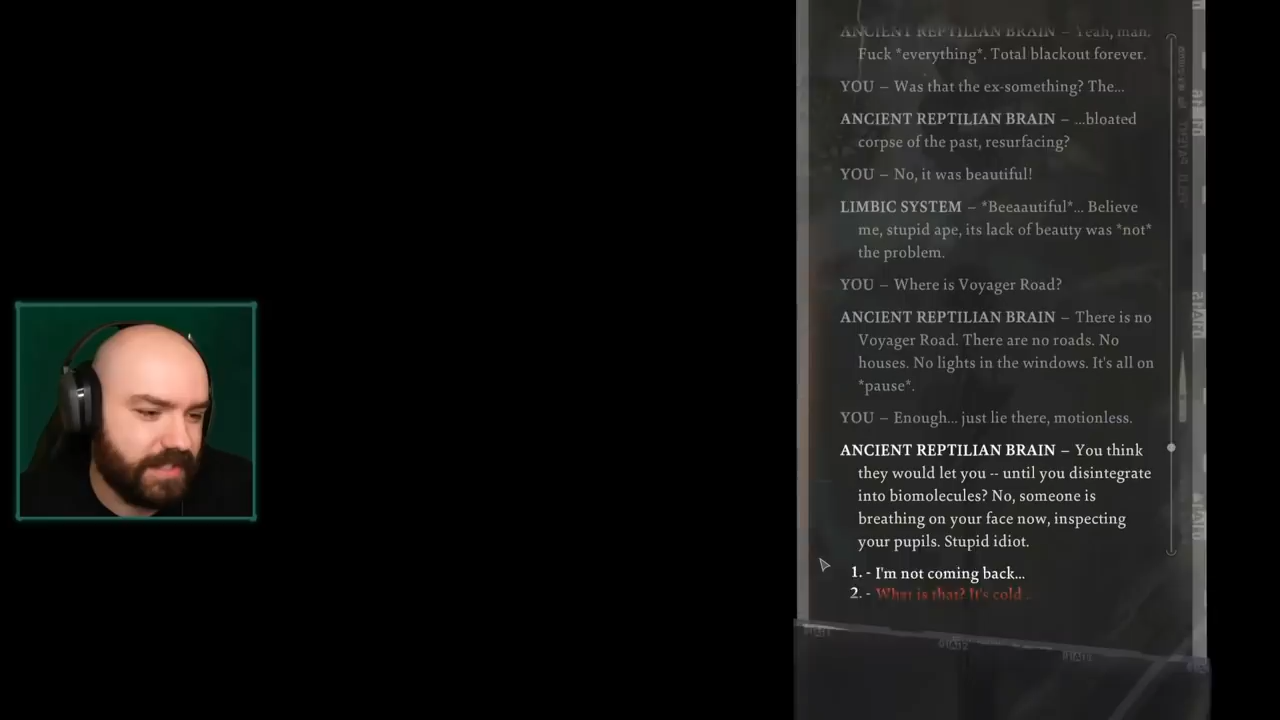 ANCIENT REPTILIAN BRAIN – Yeah, man.
Fuck *everything*. Total blackout forever.
YOU – Was that the ex-something? The...
ANCIENT REPTILIAN BRAIN – ...bloated
corpse of the past, resurfacing?
YOU – No, it was beautiful!
LIMBIC SYSTEM – *Beeaautiful*... Believe
me, stupid ape, its lack of beauty was *not*
the problem.
YOU – Where is Voyager Road?
ANCIENT REPTILIAN BRAIN – There is no
Voyager Road. There are no roads. No
houses. No lights in the windows. It's all on
*pause*.
YOU – Enough... just lie there, motionless.
ANCIENT REPTILIAN BRAIN – You think
they would let you -- until you disintegrate
into biomolecules? No, someone is
breathing on your face now, inspecting
your pupils. Stupid idiot.
1. - I'm not coming back...
2. - What is that? It's cold...